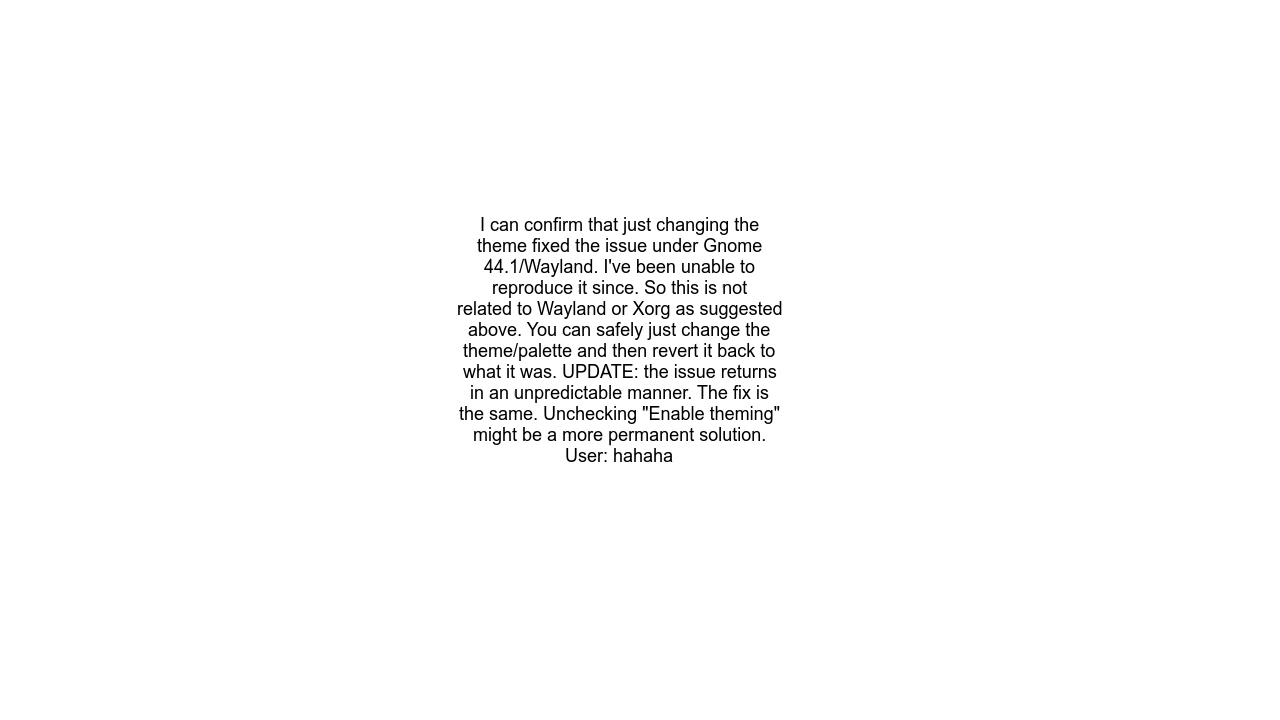 I can confirm that just changing the
theme fixed the issue under Gnome
44.1/Wayland. I've been unable to
reproduce it since. So this is not
related to Wayland or Xorg as suggested
above. You can safely just change the
theme/palette and then revert it back to
what it was. UPDATE: the issue returns
in an unpredictable manner. The fix is
the same. Unchecking "Enable theming"
might be a more permanent solution.
User: hahaha